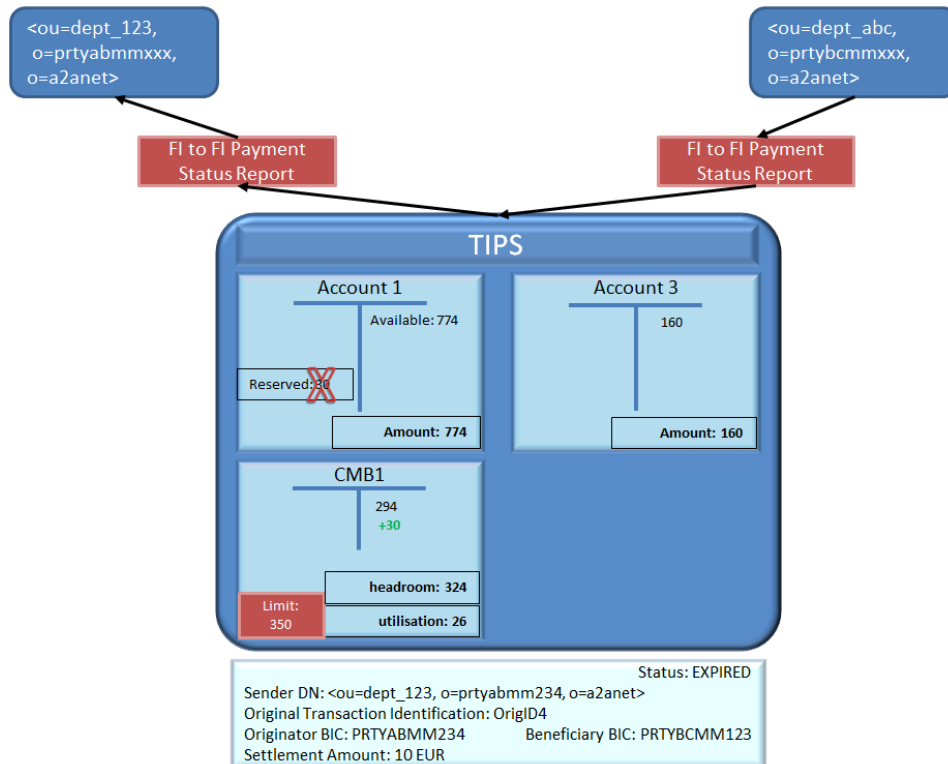 <ou=dept_123,
o=prtyabmmxxx,
o=a2anet>
<ou=dept_abc,
o=prtybcmmxxx,
o=a2anet>
FI to FI Payment
Status Report
FI to FI Payment
Status Report
TIPS
Account 1
Available: 774
Reserved: 30
X
Amount: 774
Account 3
160
Amount: 160
CMB1
294
+30
headroom: 324
Limit:
350
utilisation: 26
Status: EXPIRED
Sender DN: <ou=dept_123, o=prtyabmm234, o=a2anet>
Original Transaction Identification: OrigID4
Originator BIC: PRTYABMM234 Beneficiary BIC: PRTYBCMM123
Settlement Amount: 10 EUR